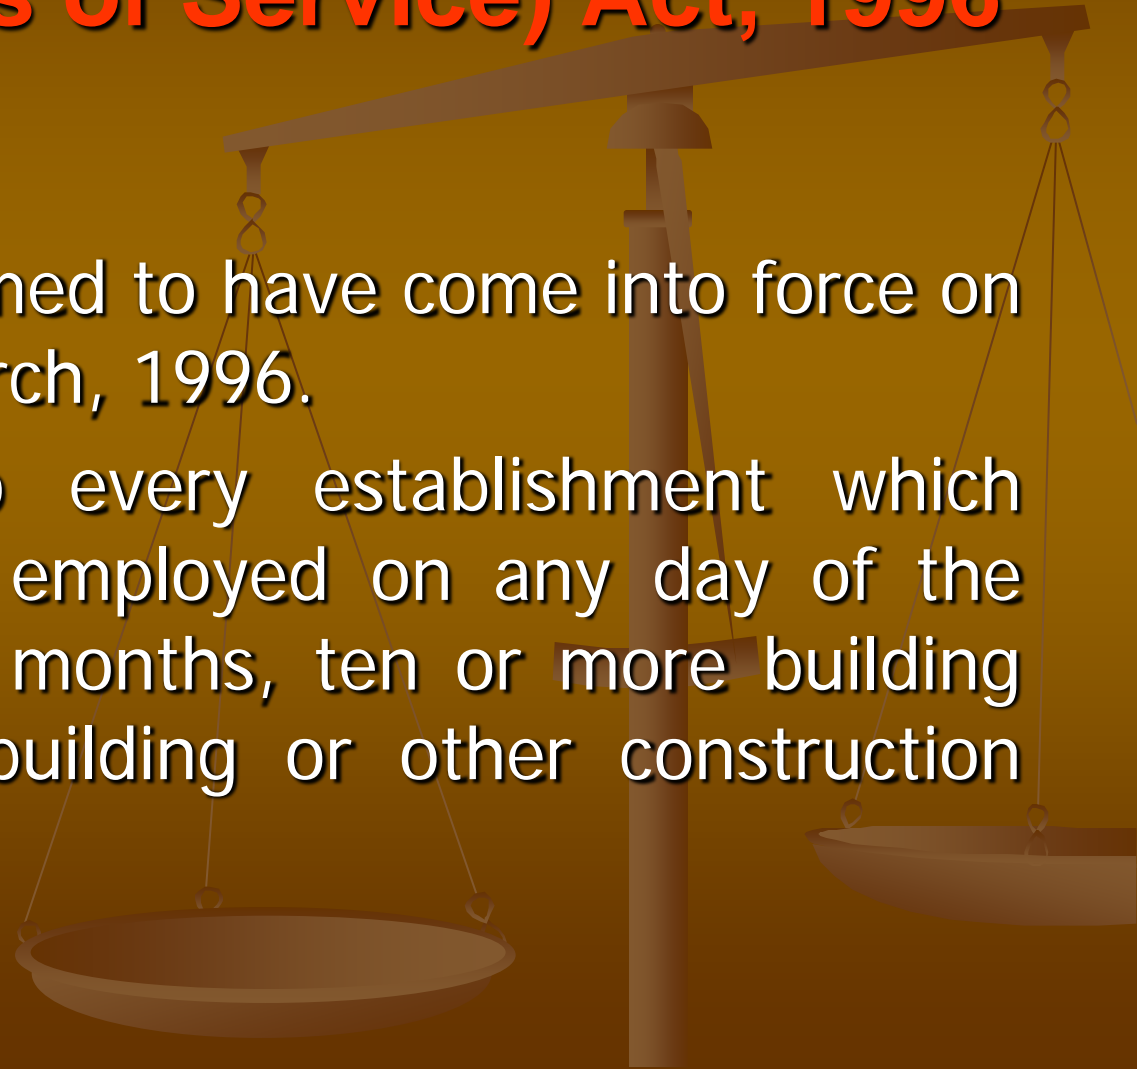 s of Service) Act, 1996
med to have come into force on
rch, 1996.
every establishment which
employed on any day of the
months, ten or more building
building or other construction